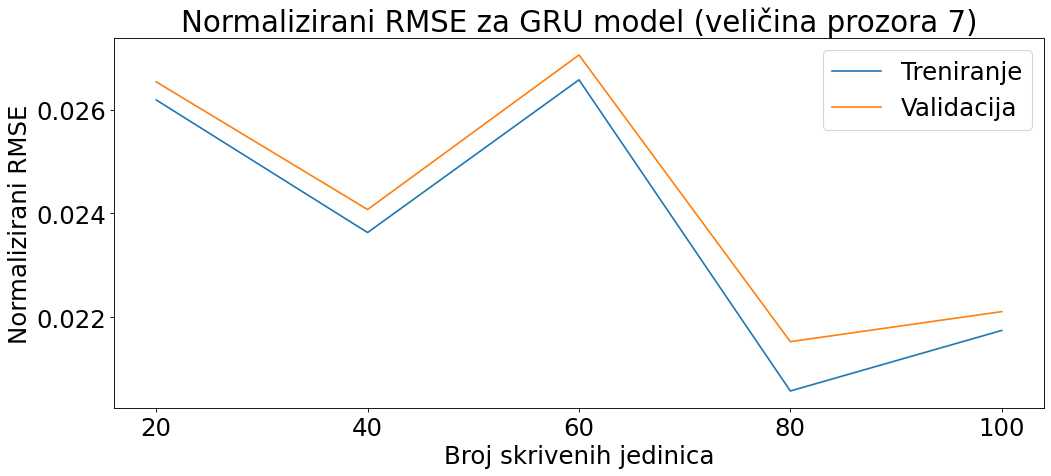 Normalizirani RMSE za GRU model (veličina prozora 7)
Treniranje
Validacija
Normalizirani RMSE
0.026
0.024
0.022
20 40 60 80 100
Broj skrivenih jedinica